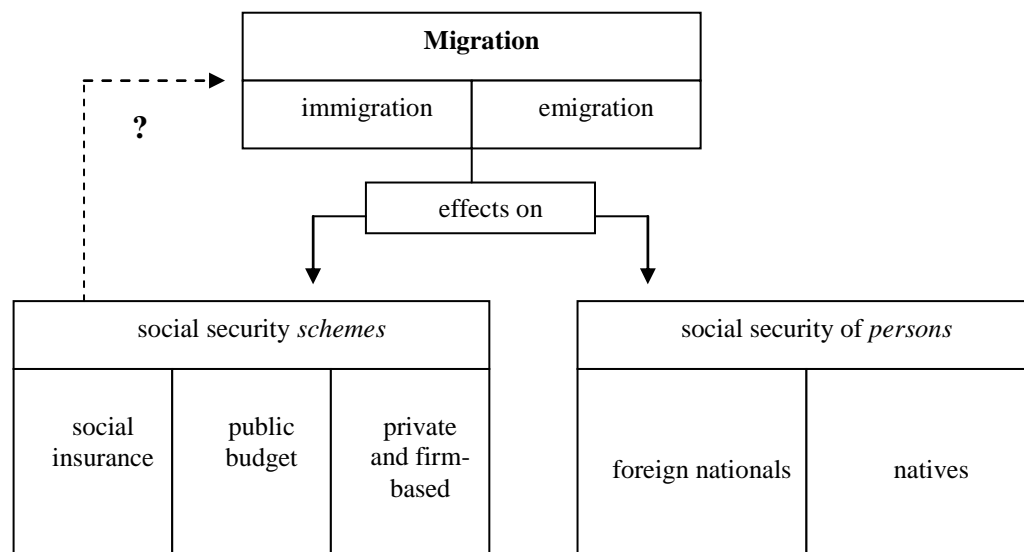 Migration
immigration
emigration
?
effects on
social security schemes
social
insurance
public
budget
private
and firm-
based
social security of persons
foreign nationals
natives